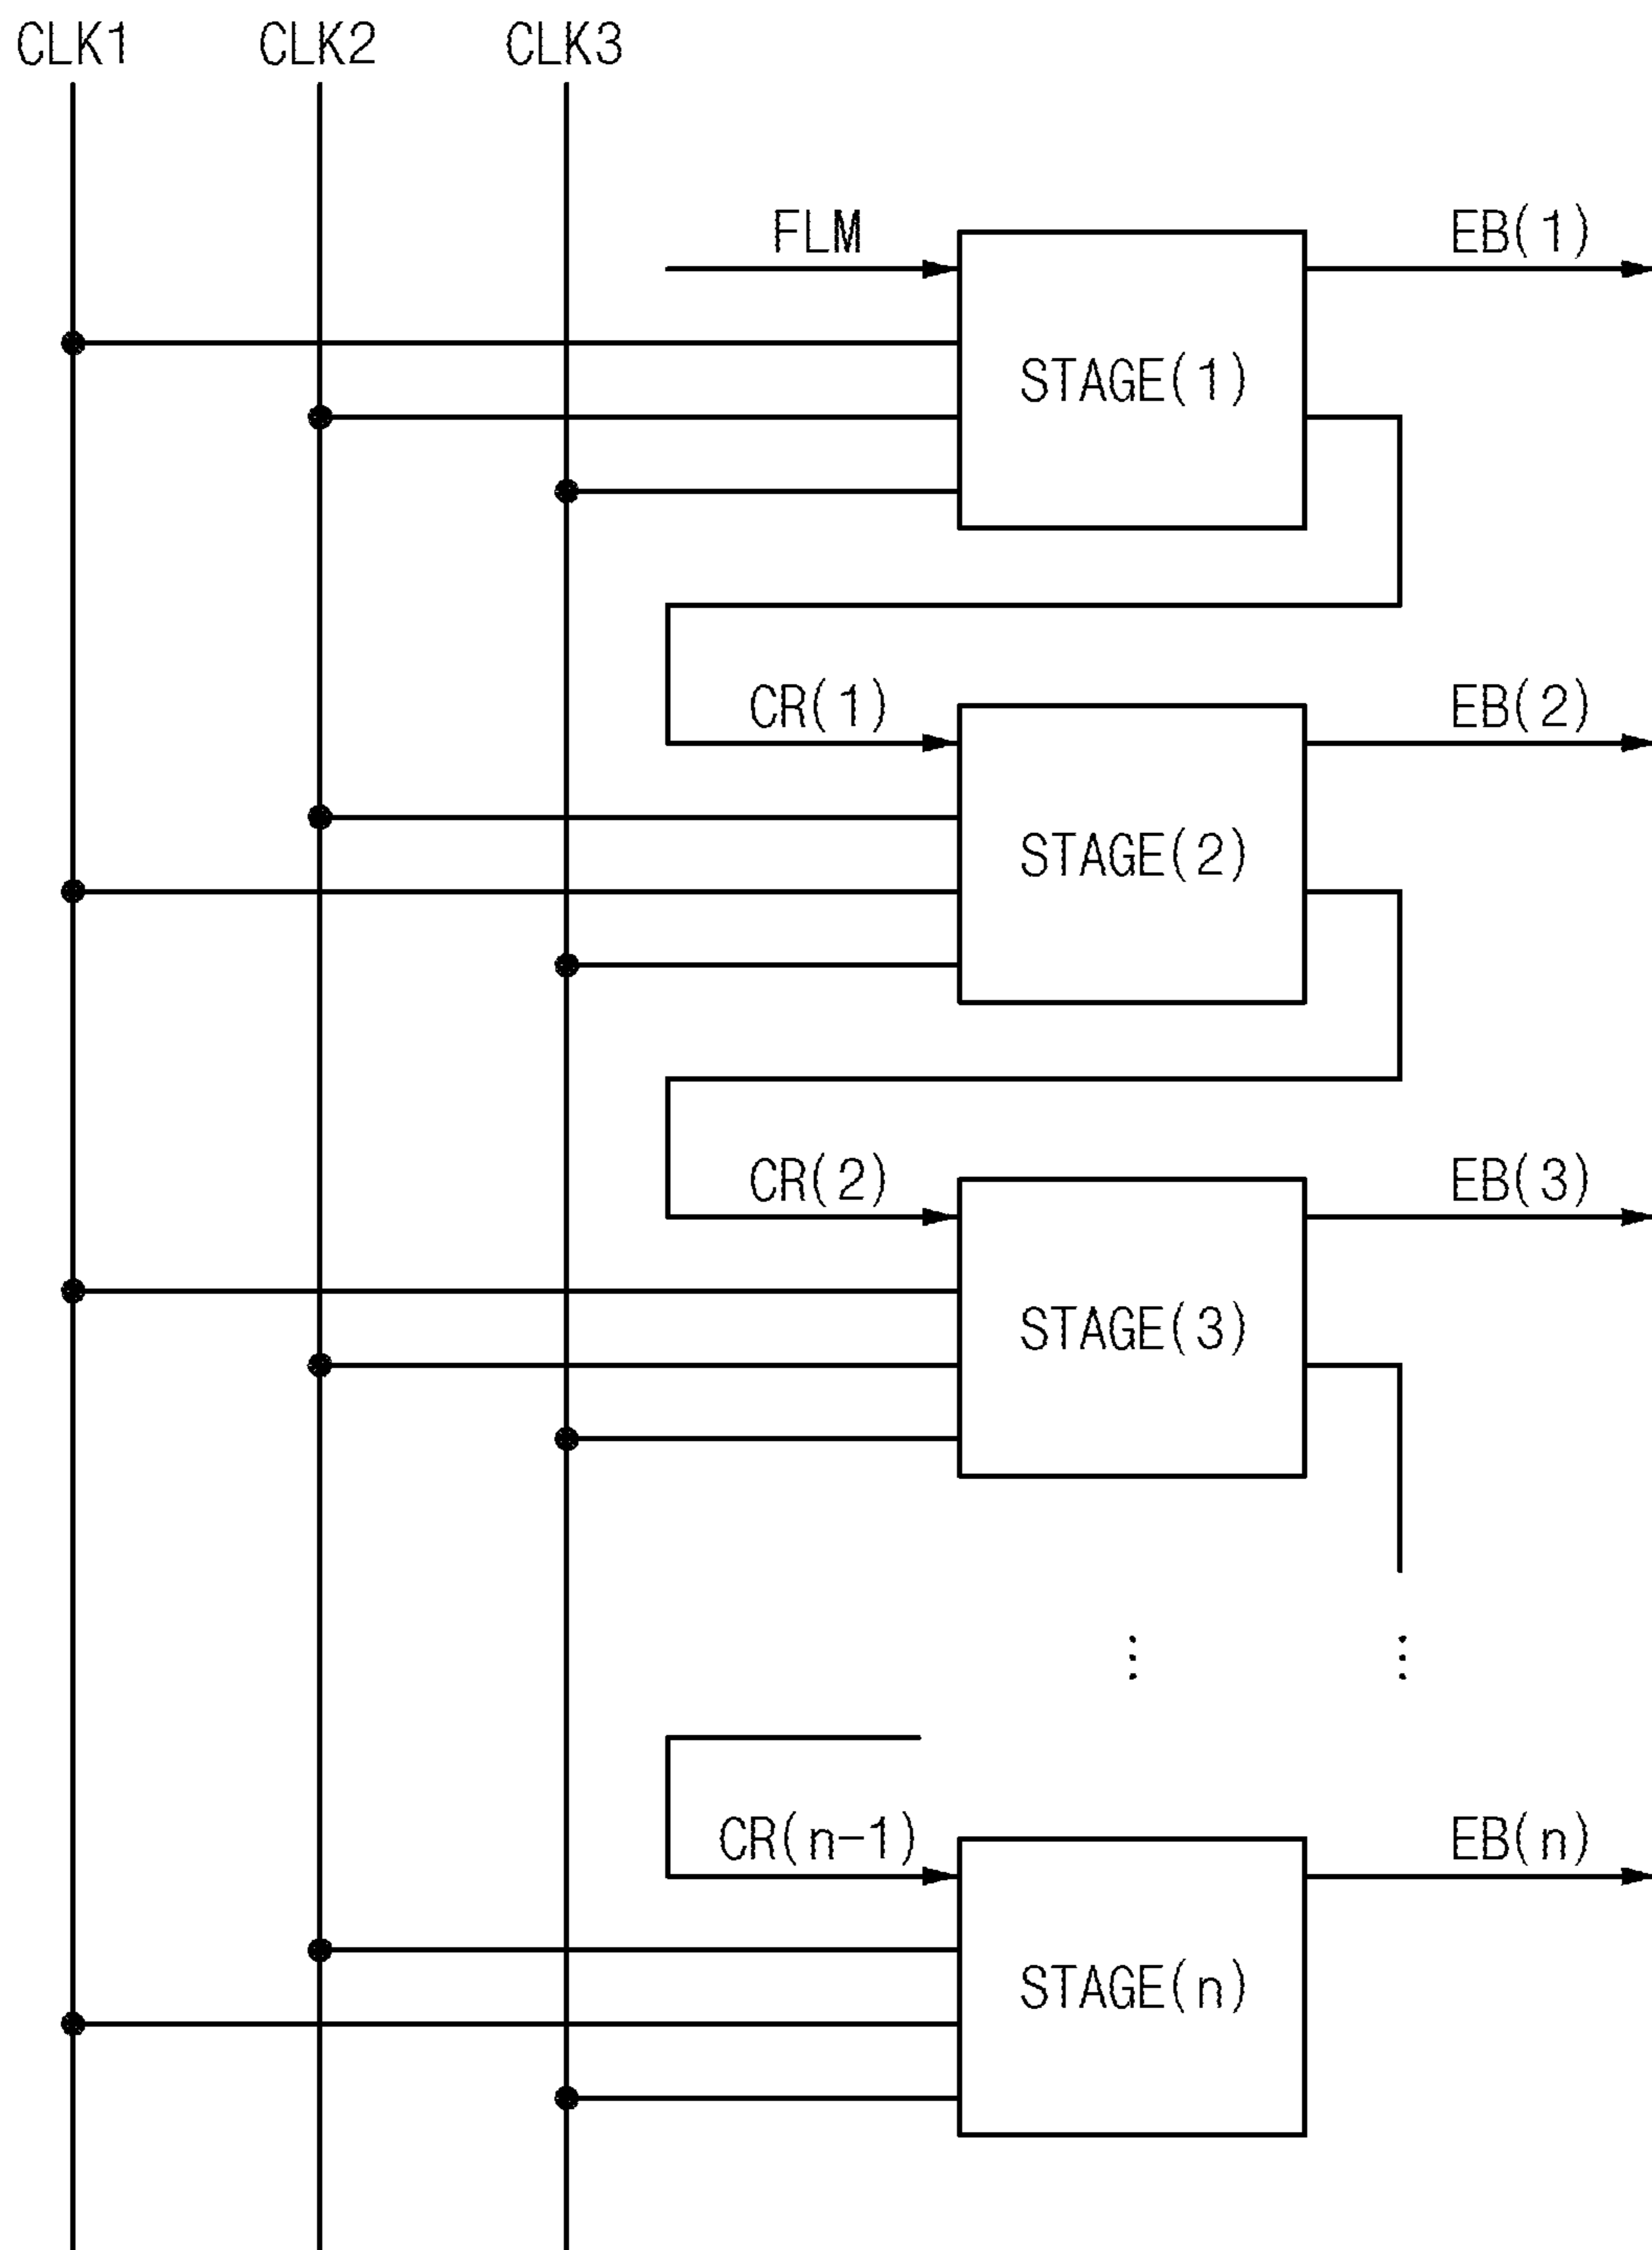 CLK1 CLK2 CLK3
FLM EB(1)
STAGE(1)
CR(1) EB(2)
STAGE(2)
CR(2) EB(3)
STAGE(3)
CR(n-1) EB(n)
STAGE(n)